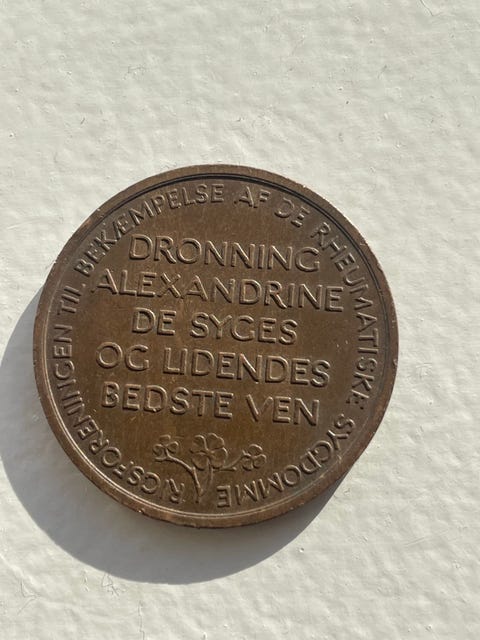 RIGSFORENINGEN TIL BEKÆMPELSE AF DE RHEUMATISKE SYGDOMME
DRONNING
ALEXANDRINE
DE SYGES
OG LIDENDES
BEDSTE VEN